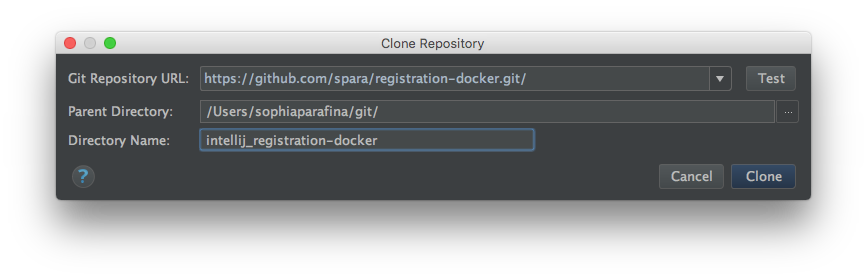 Clone Repository
Git Repository URL: https://github.com/spara/registration-docker.git/ Test
Parent Directory: /Users/sophiaparafina/git/ ...
Directory Name: intellij_registration-docker
? Cancel Clone